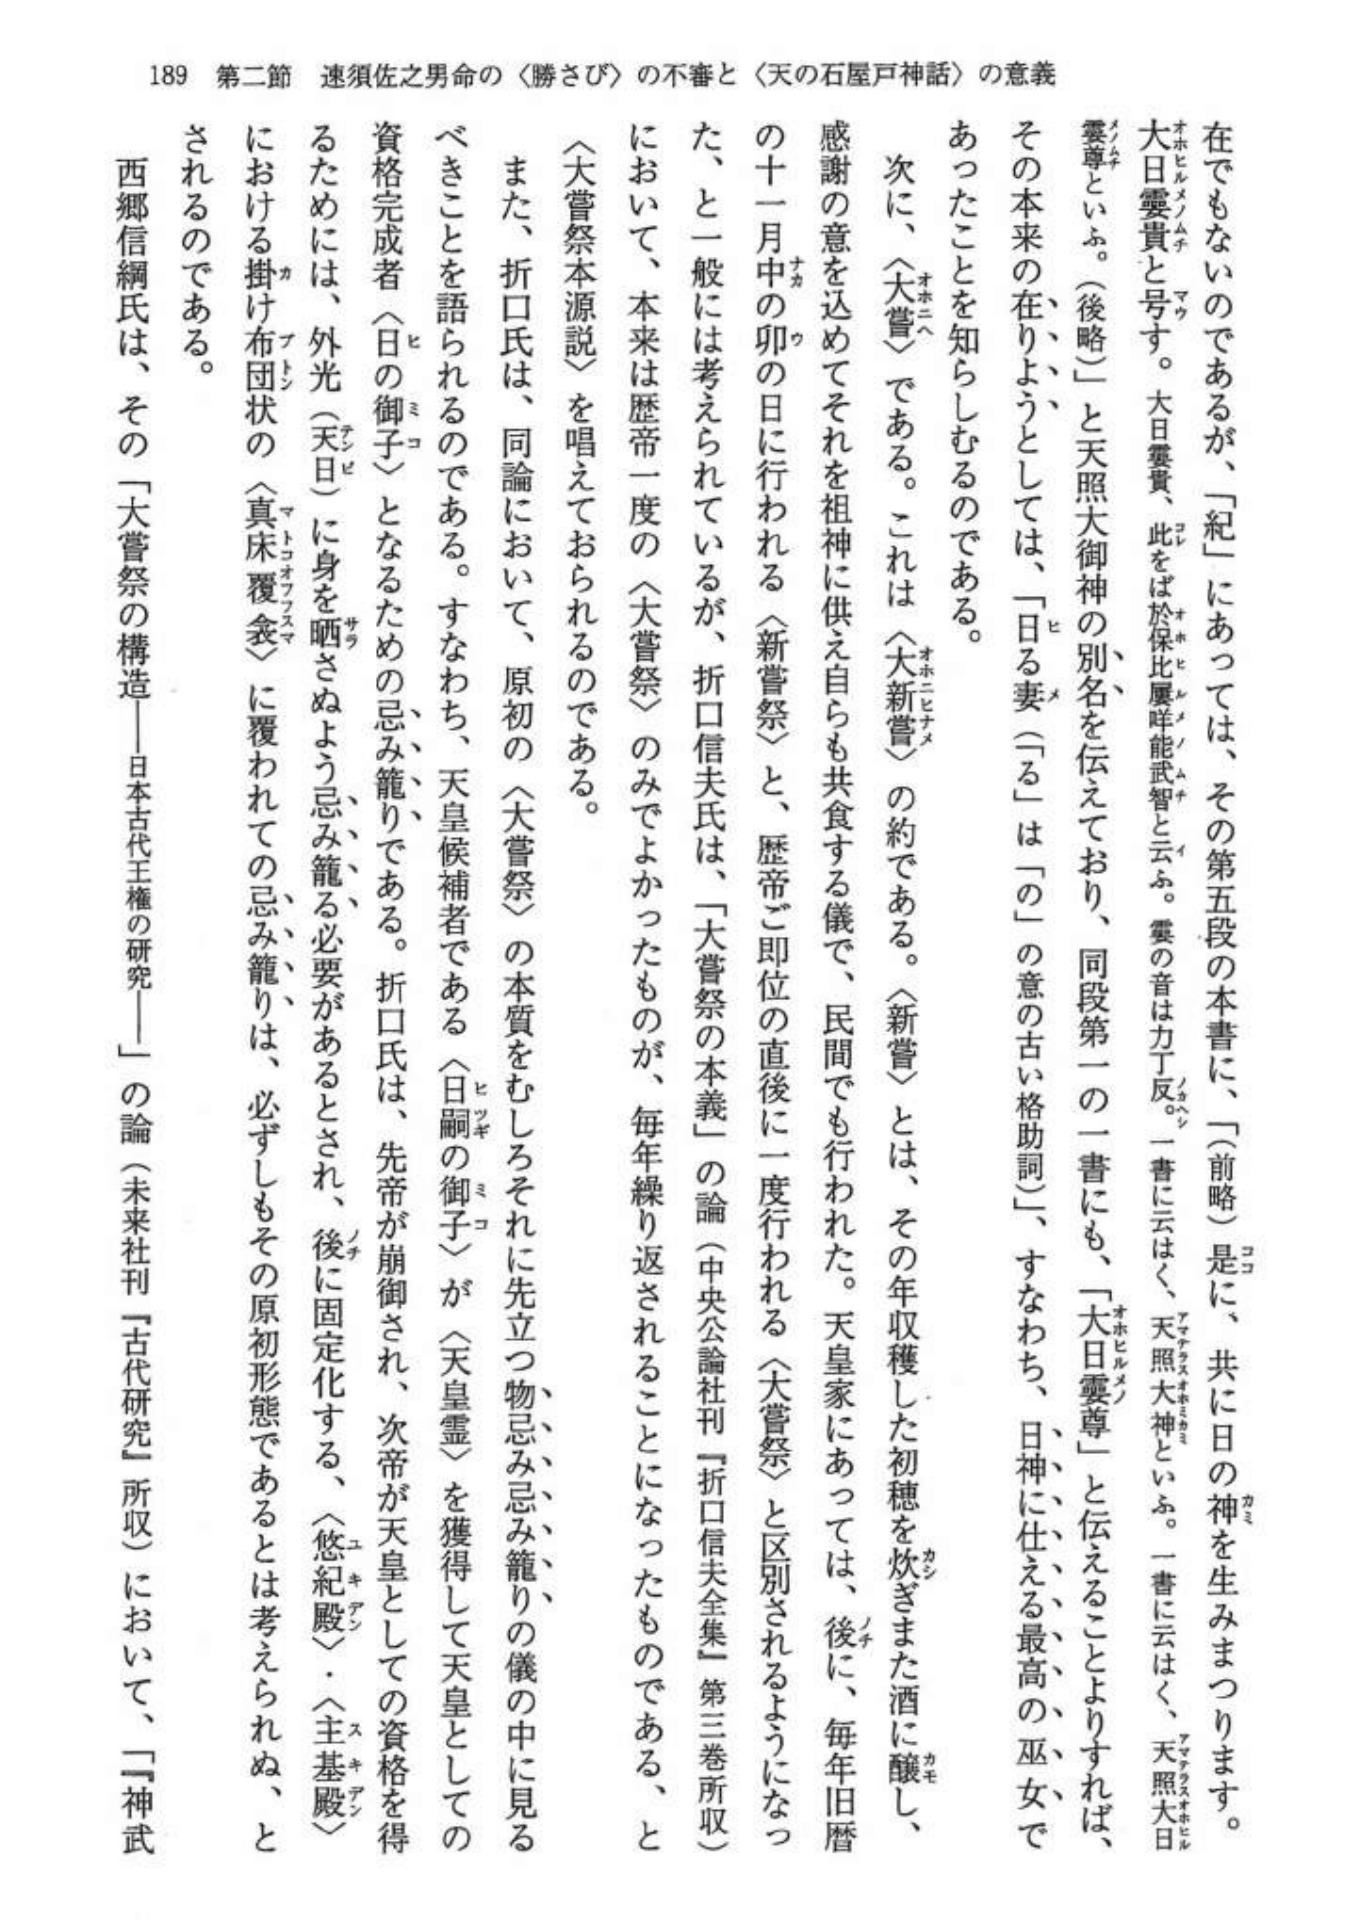 189　第二節　速須佐之男命の〈勝さび〉の不審と〈天の石屋戸神話〉の意義
在でもないのであるが、「紀」にあっては、その第五段の本書に、「（前略）是に、共に日の神を生みまつります。
大日孁貴と号す。大日孁貴、此をば於保比屢咩能武智と云ふ。孁の音は力丁反。一書に云はく、天照大神といふ。一書に云はく、天照大日
孁尊といふ。（後略）」と天照大御神の別名を伝えており、同段第一の一書にも、「大日孁尊」と伝えることよりすれば、
その本来の在りようとしては、「日る妻（「る」は「の」の意の古い格助詞）」、すなわち、日神に仕える最高の巫女で
あったことを知らしむるのである。
次に、〈大嘗〉である。これは〈大新嘗〉の約である。〈新嘗〉とは、その年収穫した初穂を炊ぎまた酒に醸し、
感謝の意を込めてそれを祖神に供え自らも共食する儀で、民間でも行われた。天皇家にあっては、後に、毎年旧暦
の十一月中の卯の日に行われる〈新嘗祭〉と、歴帝ご即位の直後に一度行われる〈大嘗祭〉と区別されるようになっ
た、と一般には考えられているが、折口信夫氏は、「大嘗祭の本義」の論（中央公論社刊『折口信夫全集』第三巻所収）
において、本来は歴帝一度の〈大嘗祭〉のみでよかったものが、毎年繰り返されることになったものである、と
〈大嘗祭本源説〉を唱えておられるのである。
また、折口氏は、同論において、原初の〈大嘗祭〉の本質をむしろそれに先立つ物忌み忌み籠りの儀の中に見る
べきことを語られるのである。すなわち、天皇候補者である〈日嗣の御子〉が〈天皇霊〉を獲得して天皇としての
資格完成者〈日の御子〉となるための忌み籠りである。折口氏は、先帝が崩御され、次帝が天皇としての資格を得
るためには、外光（天日）に身を晒さぬよう忌み籠る必要があるとされ、後に固定化する、〈悠紀殿〉・〈主基殿〉
における掛け布団状の〈真床覆衾〉に覆われての忌み籠りは、必ずしもその原初形態であるとは考えられぬ、と
されるのである。
西郷信綱氏は、その「大嘗祭の構造――日本古代王権の研究――」の論（未来社刊『古代研究』所収）において、「『神武